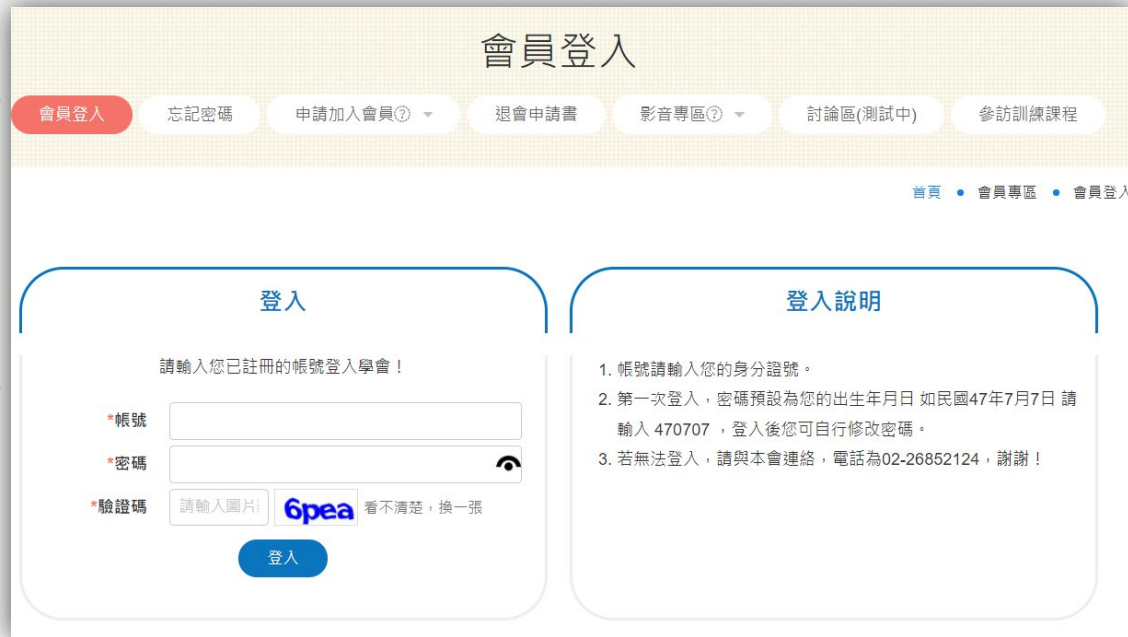 會員登入
會員登入
忘記密碼
申請加入會員?
退會申請書
影音專區?
討論區(測試中)
參訪訓練課程
首頁 • 會員專區 • 會員登入
登入
請輸入您已註冊的帳號登入學會！
*帳號
*密碼
*驗證碼
請輸入圖片
6pea
看不清楚，換一張
登入
登入說明
1. 帳號請輸入您的身分證號。
2. 第一次登入，密碼預設為您的出生年月日 如民國47年7月7日 請
輸入 470707 ，登入後您可自行修改密碼。
3. 若無法登入，請與本會連絡，電話為02-26852124，謝謝！